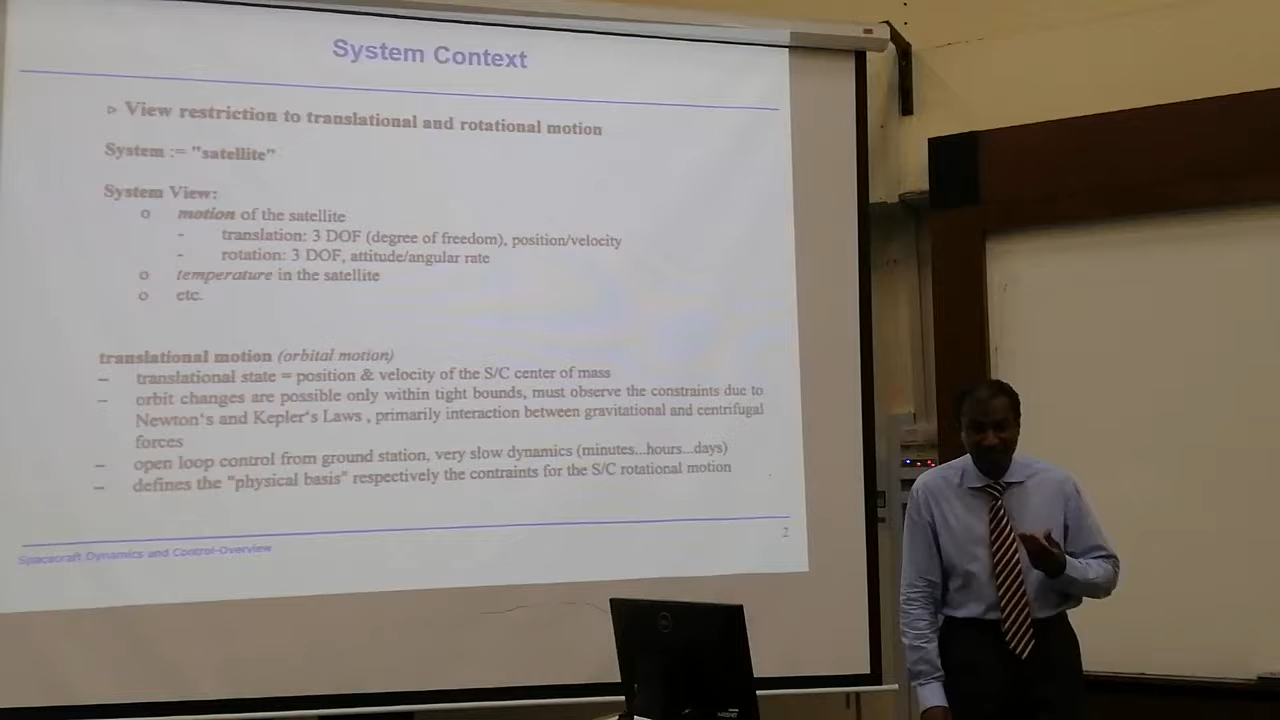 System Context
▹ View restriction to translational and rotational motion
System := "satellite"
System View:
o motion of the satellite
- translation: 3 DOF (degree of freedom), position/velocity
- rotation: 3 DOF, attitude/angular rate
o temperature in the satellite
o etc.
translational motion (orbital motion)
– translational state = position & velocity of the S/C center of mass
– orbit changes are possible only within tight bounds, must observe the constraints due to
Newton's and Kepler's Laws , primarily interaction between gravitational and centrifugal
forces
– open loop control from ground station, very slow dynamics (minutes...hours...days)
– defines the "physical basis" respectively the contraints for the S/C rotational motion
Spacecraft Dynamics and Control-Overview
2
DELL